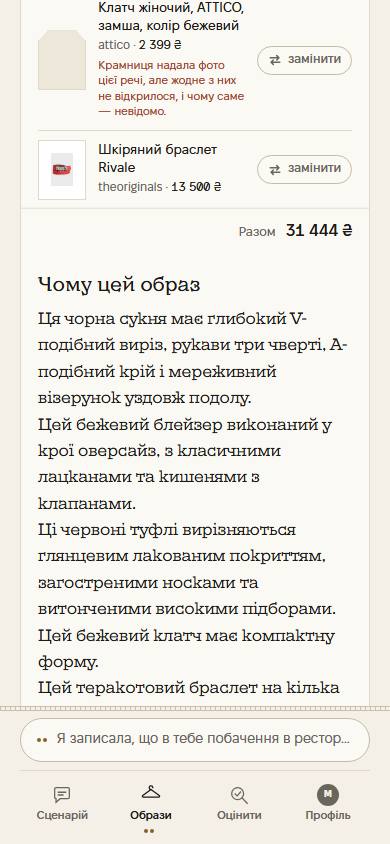 Клатч жіночий, ATTICO,
замша, колір бежевий
attico · 2 399 ₴
Крамниця надала фото
цієї речі, але жодне з них
не відкрилося, і чому саме
— невідомо.
замінити
Шкіряний браслет
Rivale
theoriginals · 13 500 ₴
замінити
Разом 31 444 ₴
Чому цей образ
Ця чорна сукня має глибокий V-
подібний виріз, рукави три чверті, А-
подібний крій і мереживний
візерунок уздовж подолу.
Цей бежевий блейзер виконаний у
крої оверсайз, з класичними
лацканами та кишенями з
клапанами.
Ці червоні туфлі вирізняються
глянцевим лакованим покриттям,
загостреними носками та
витонченими високими підборами.
Цей бежевий клатч має компактну
форму.
Цей теракотовий браслет на кілька
Я записала, що в тебе побачення в рестор...
Сценарій
Образи
Оцінити
М
Профіль